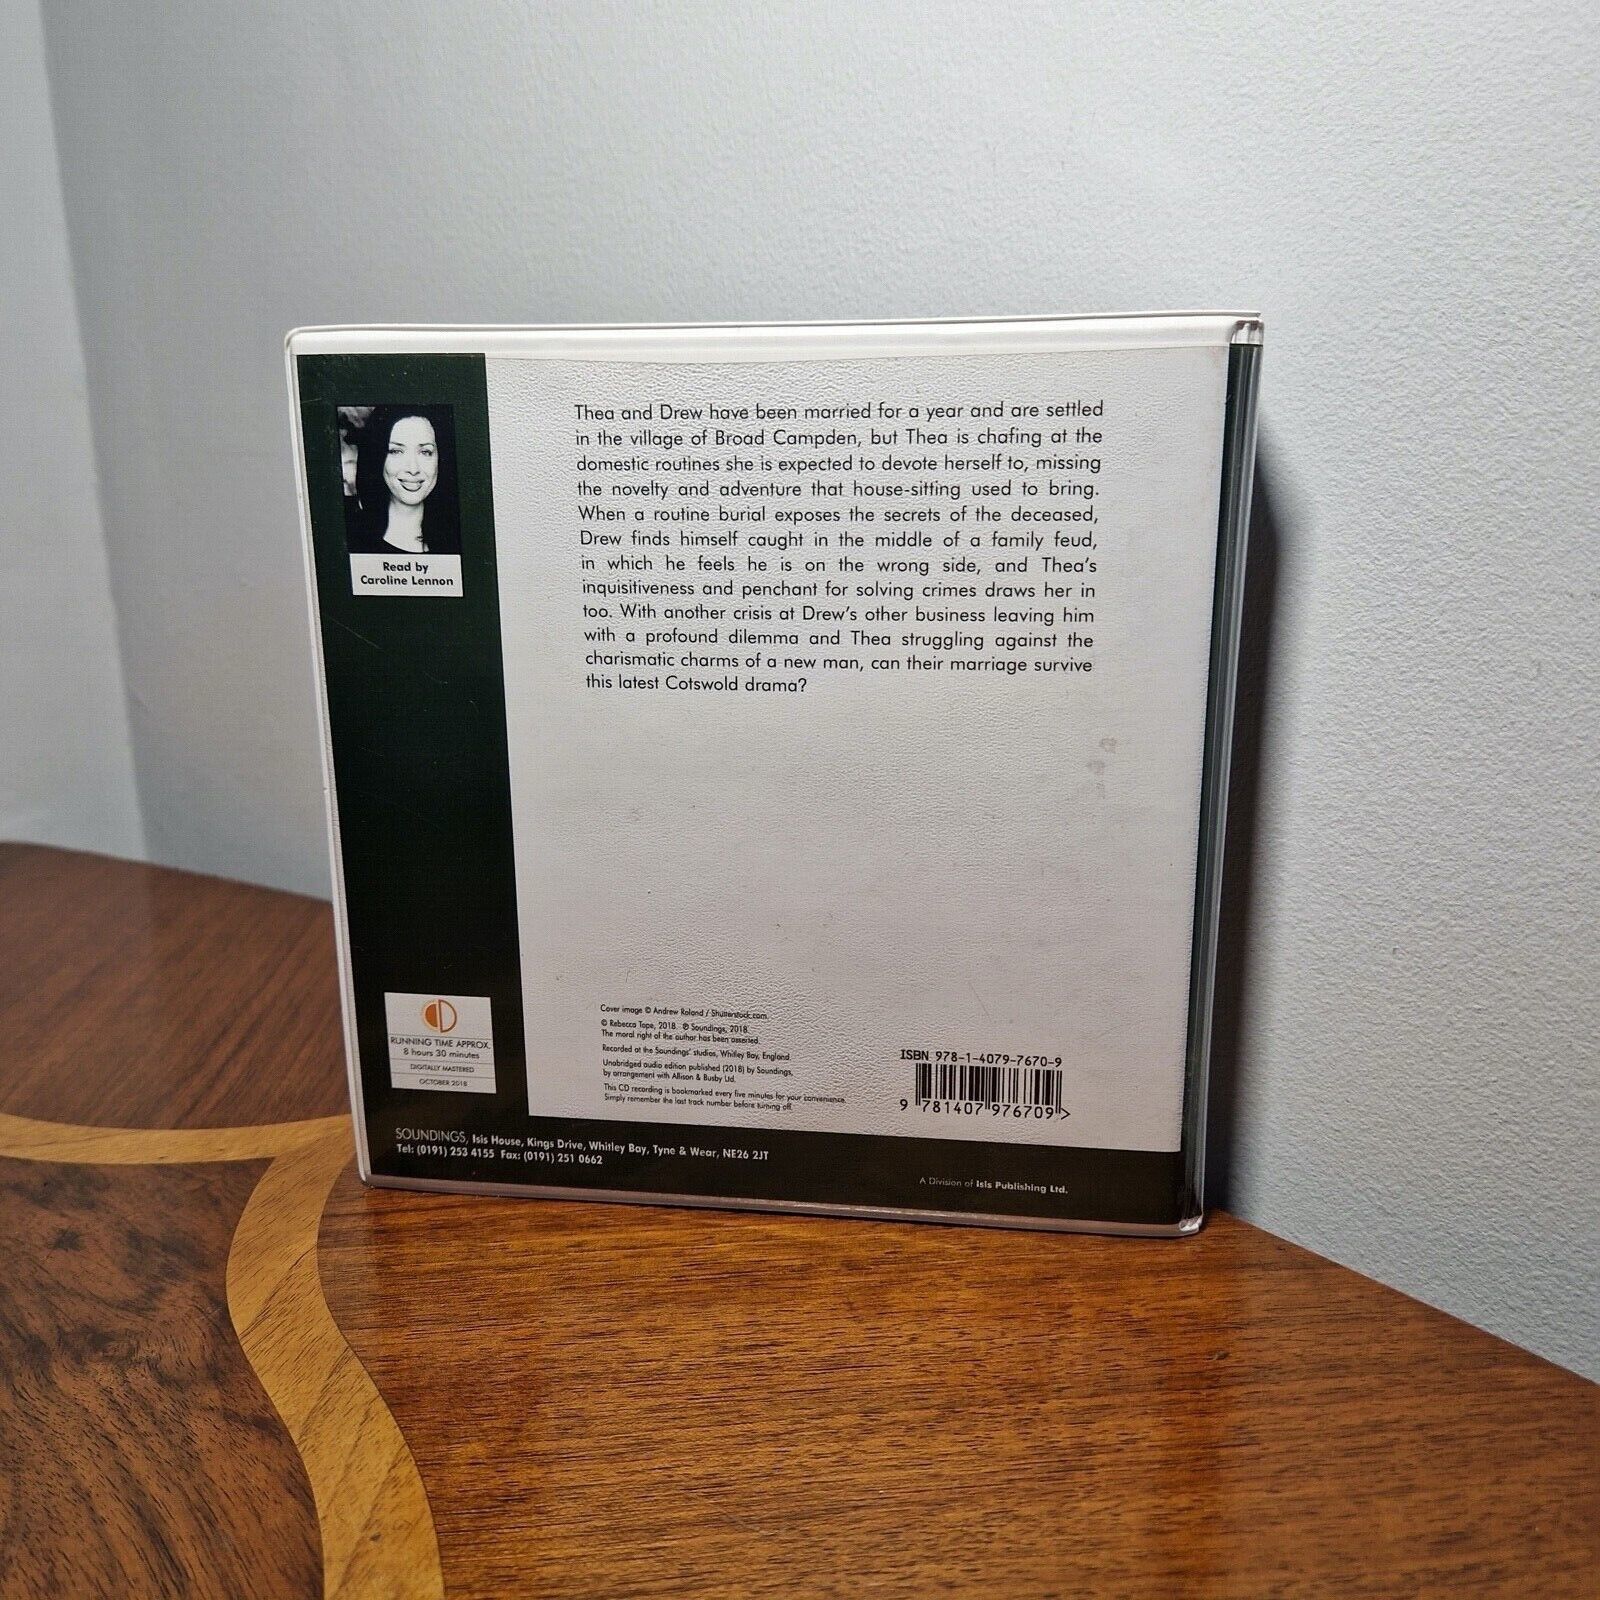 Thea and Drew have been married for a year and are settled
in the village of Broad Campden, but Thea is chafing at the
domestic routines she is expected to devote herself to, missing
the novelty and adventure that house-sitting used to bring.
When a routine burial exposes the secrets of the deceased,
Drew finds himself caught in the middle of a family feud,
in which he feels he is on the wrong side, and Thea's
inquisitiveness and penchant for solving crimes draws her in
too. With another crisis at Drew's other business leaving him
with a profound dilemma and Thea struggling against the
charismatic charms of a new man, can their marriage survive
this latest Cotswold drama?
Read by
Caroline Lennon
CD
RUNNING TIME APPROX.
8 hours 30 minutes
DIGITALLY MASTERED
OCTOBER 2018
Cover image © Andrew Roland / Shutterstock.com.
© Rebecca Tope, 2018 ℗ Soundings, 2018
The moral right of the author has been asserted.
Recorded at the Soundings' studios, Whitley Bay, England.
Unabridged audio edition published (2018) by Soundings,
by arrangement with Allison & Busby Ltd.
This CD recording is bookmarked every five minutes for your convenience.
Simply remember the last track number before turning off.
ISBN 978-1-4079-7670-9
9 781407 976709 >
SOUNDINGS, Isis House, Kings Drive, Whitley Bay, Tyne & Wear, NE26 2JT
Tel: (0191) 253 4155 Fax: (0191) 251 0662
A Division of Isis Publishing Ltd.